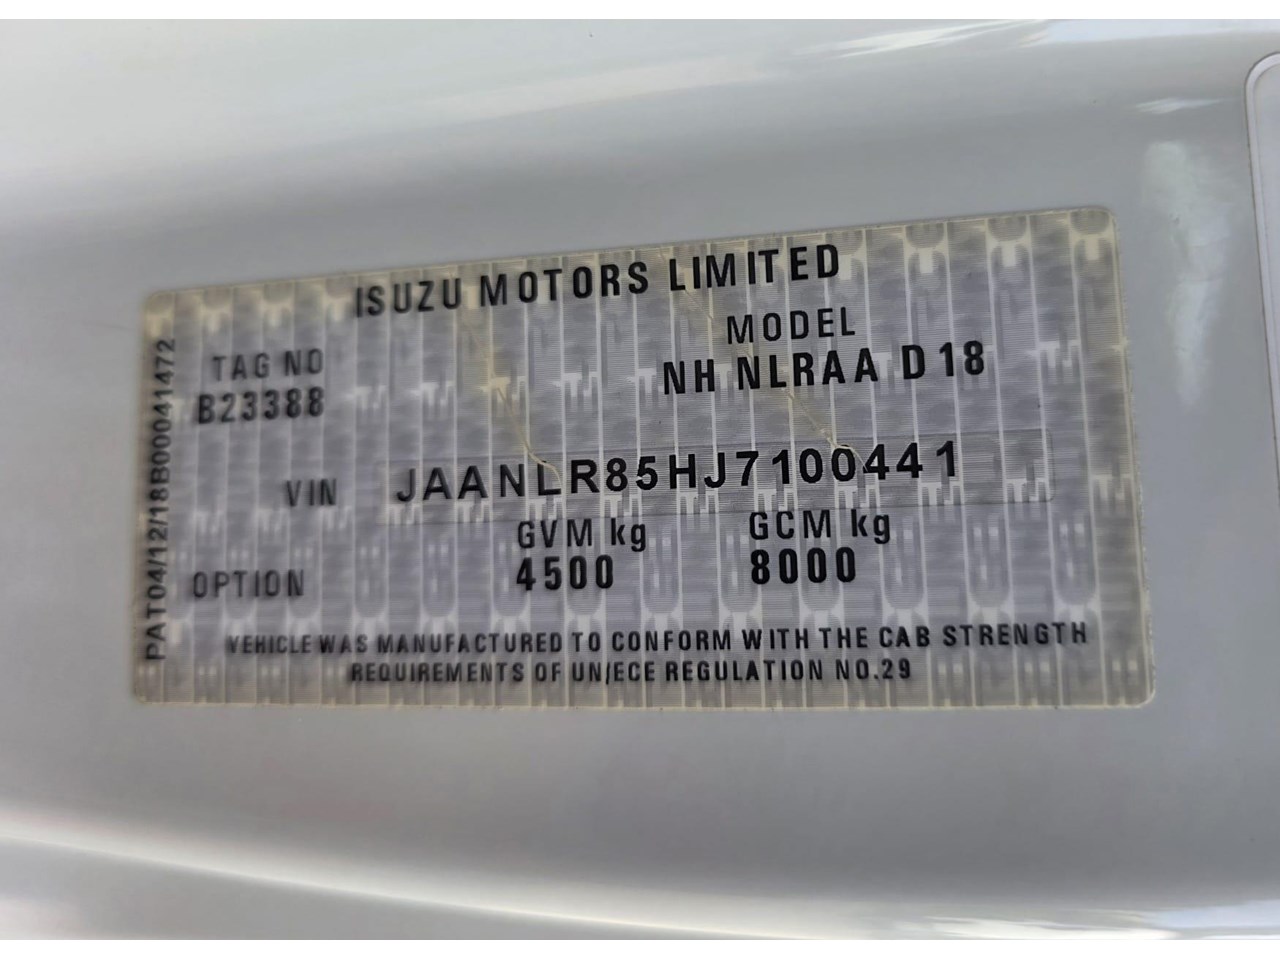 ISUZU MOTORS LIMITED
TAG NO
B23388
MODEL
NH NLRAA D18
VIN JAANLR85HJ7100441
GVM kg
4500
GCM kg
8000
OPTION
VEHICLE WAS MANUFACTURED TO CONFORM WITH THE CAB STRENGTH
REQUIREMENTS OF UN/ECE REGULATION NO.29
PAT04/12/18B00041472